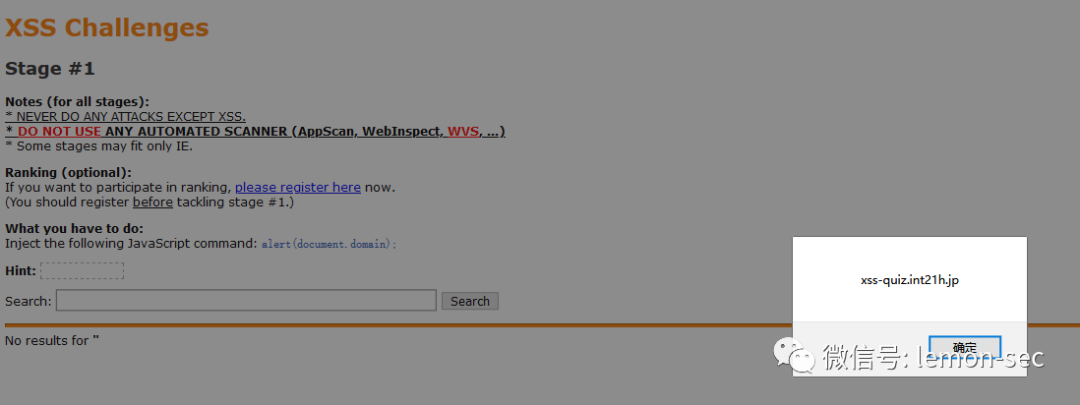 XSS Challenges
Stage #1
Notes (for all stages):
* NEVER DO ANY ATTACKS EXCEPT XSS.
* DO NOT USE ANY AUTOMATED SCANNER (AppScan, WebInspect, WVS, ...)
* Some stages may fit only IE.
Ranking (optional):
If you want to participate in ranking, please register here now.
(You should register before tackling stage #1.)
What you have to do:
Inject the following JavaScript command: alert(document.domain);
Hint:
Search: Search
No results for "
xss-quiz.int21h.jp
确定
微信号: lemon-sec